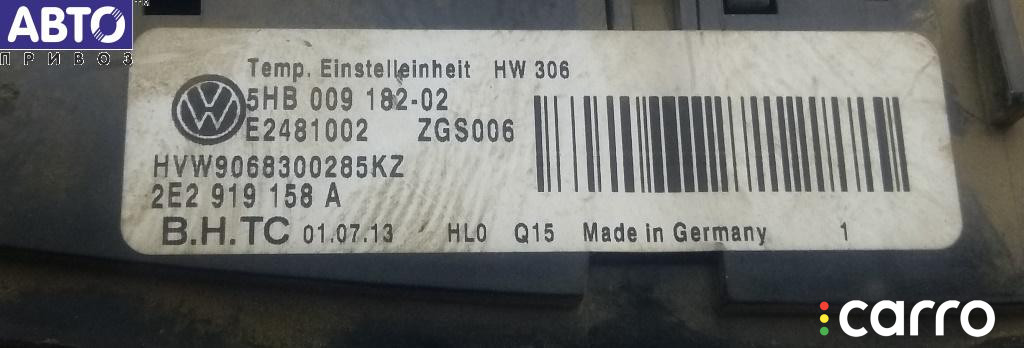 АВТО
ПРИВОЗ
Temp. Einstelleinheit HW 306
5HB 009 182-02
E2481002 ZGS006
HVW9068300285KZ
2E2 919 158 A
B.H.TC 01.07.13 HL0 Q15 Made in Germany 1
carro